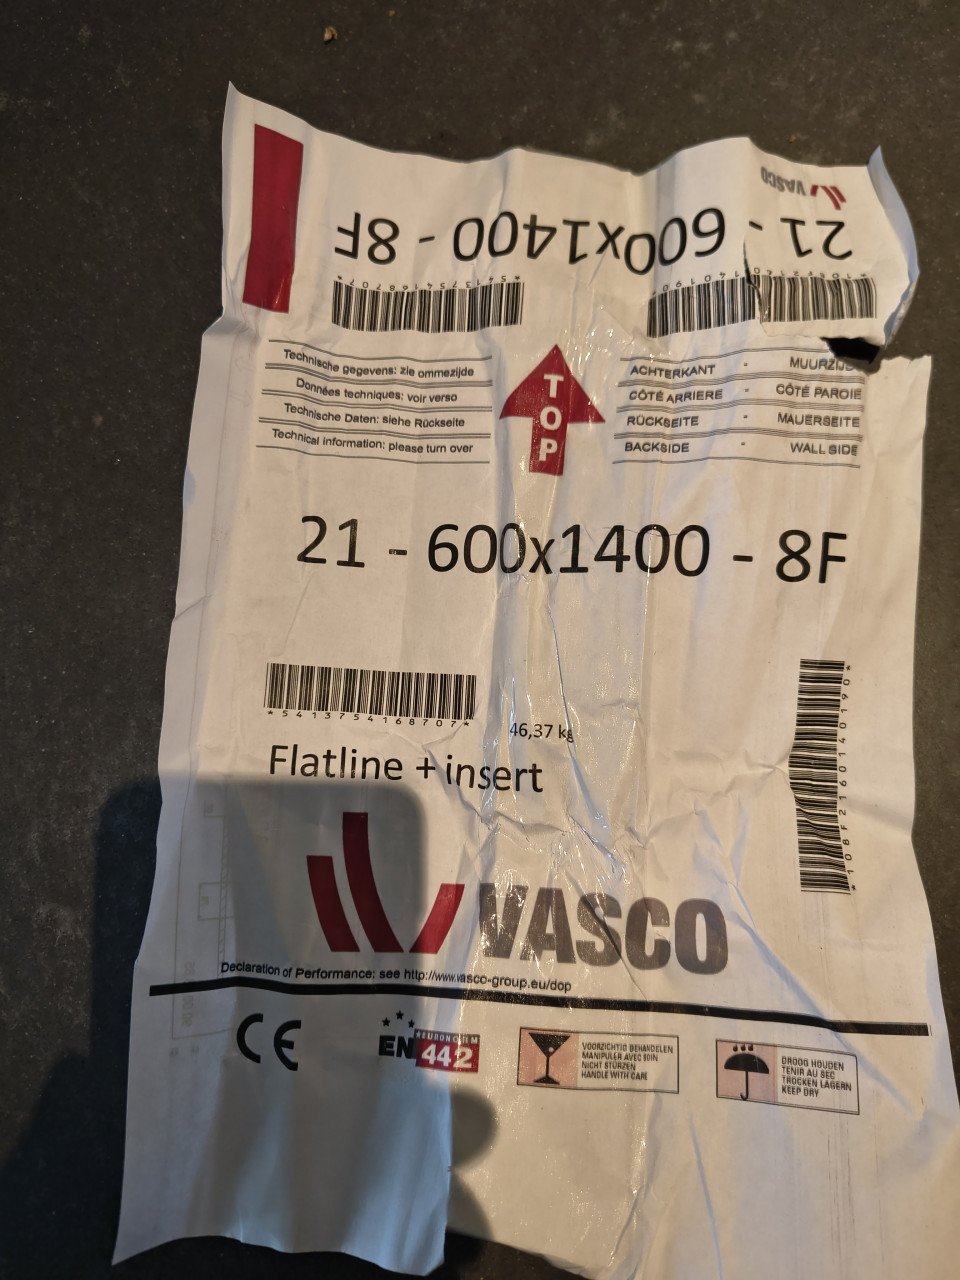 VASCO
21 - 600x1400 - 8F
*5413754168707*
Technische gegevens: zie ommezijde
Données techniques: voir verso
Technische Daten: siehe Rückseite
Technical information: please turn over
TOP
ACHTERKANT - MUURZIJDE
CÔTÉ ARRIERE - CÔTÉ PAROIE
RÜCKSEITE - MAUERSEITE
BACKSIDE - WALL SIDE
21 - 600x1400 - 8F
*5413754168707*
*108F2160140190*
46,37 kg
Flatline + insert
VASCO
Declaration of Performance: see http://www.vasco-group.eu/dop
CE
EN 442
VOORZICHTIG BEHANDELEN
MANIPULER AVEC SOIN
NICHT STÜRZEN
HANDLE WITH CARE
DROOG HOUDEN
TENIR AU SEC
TROCKEN LAGERN
KEEP DRY